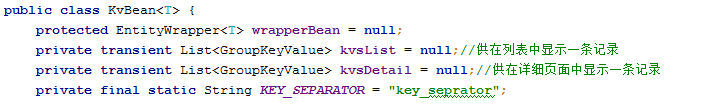 public class KvBean<T> {
    protected EntityWrapper<T> wrapperBean = null;
    private transient List<GroupKeyValue> kvsList = null;//供在列表中显示一条记录
    private transient List<GroupKeyValue> kvsDetail = null;//供在详细页面中显示一条记录
    private final static String KEY_SEPARATOR = "key_seprator";